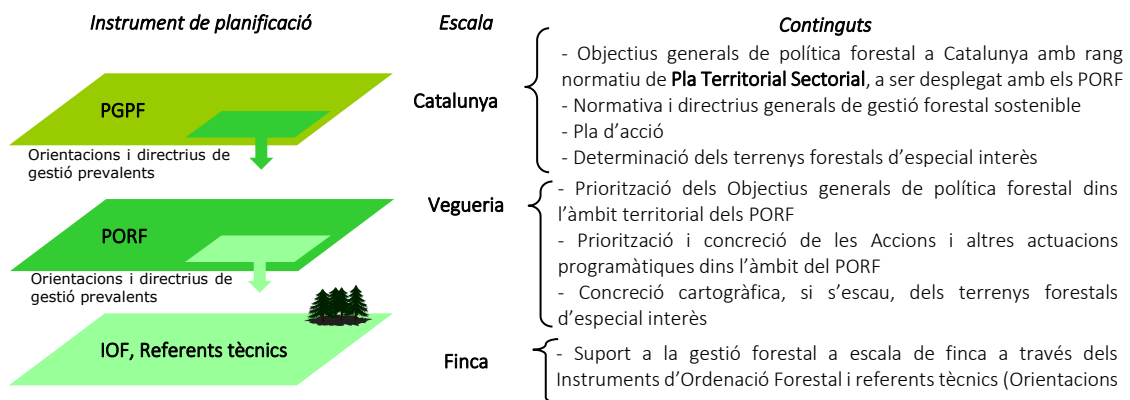 Instrument de planificació
Escala
Continguts
PGPF
Orientacions i directrius de
gestió prevalents
Catalunya
- Objectius generals de política forestal a Catalunya amb rang
normatiu de Pla Territorial Sectorial, a ser desplegat amb els PORF
- Normativa i directrius generals de gestió forestal sostenible
- Pla d’acció
- Determinació dels terrenys forestals d’especial interès
PORF
Orientacions i directrius de
gestió prevalents
Vegueria
- Priorització dels Objectius generals de política forestal dins
l’àmbit territorial dels PORF
- Priorització i concreció de les Accions i altres actuacions
programàtiques dins l’àmbit del PORF
- Concreció cartogràfica, si s’escau, dels terrenys forestals
d’especial interès
IOF, Referents tècnics
Finca
- Suport a la gestió forestal a escala de finca a través dels
Instruments d’Ordenació Forestal i referents tècnics (Orientacions